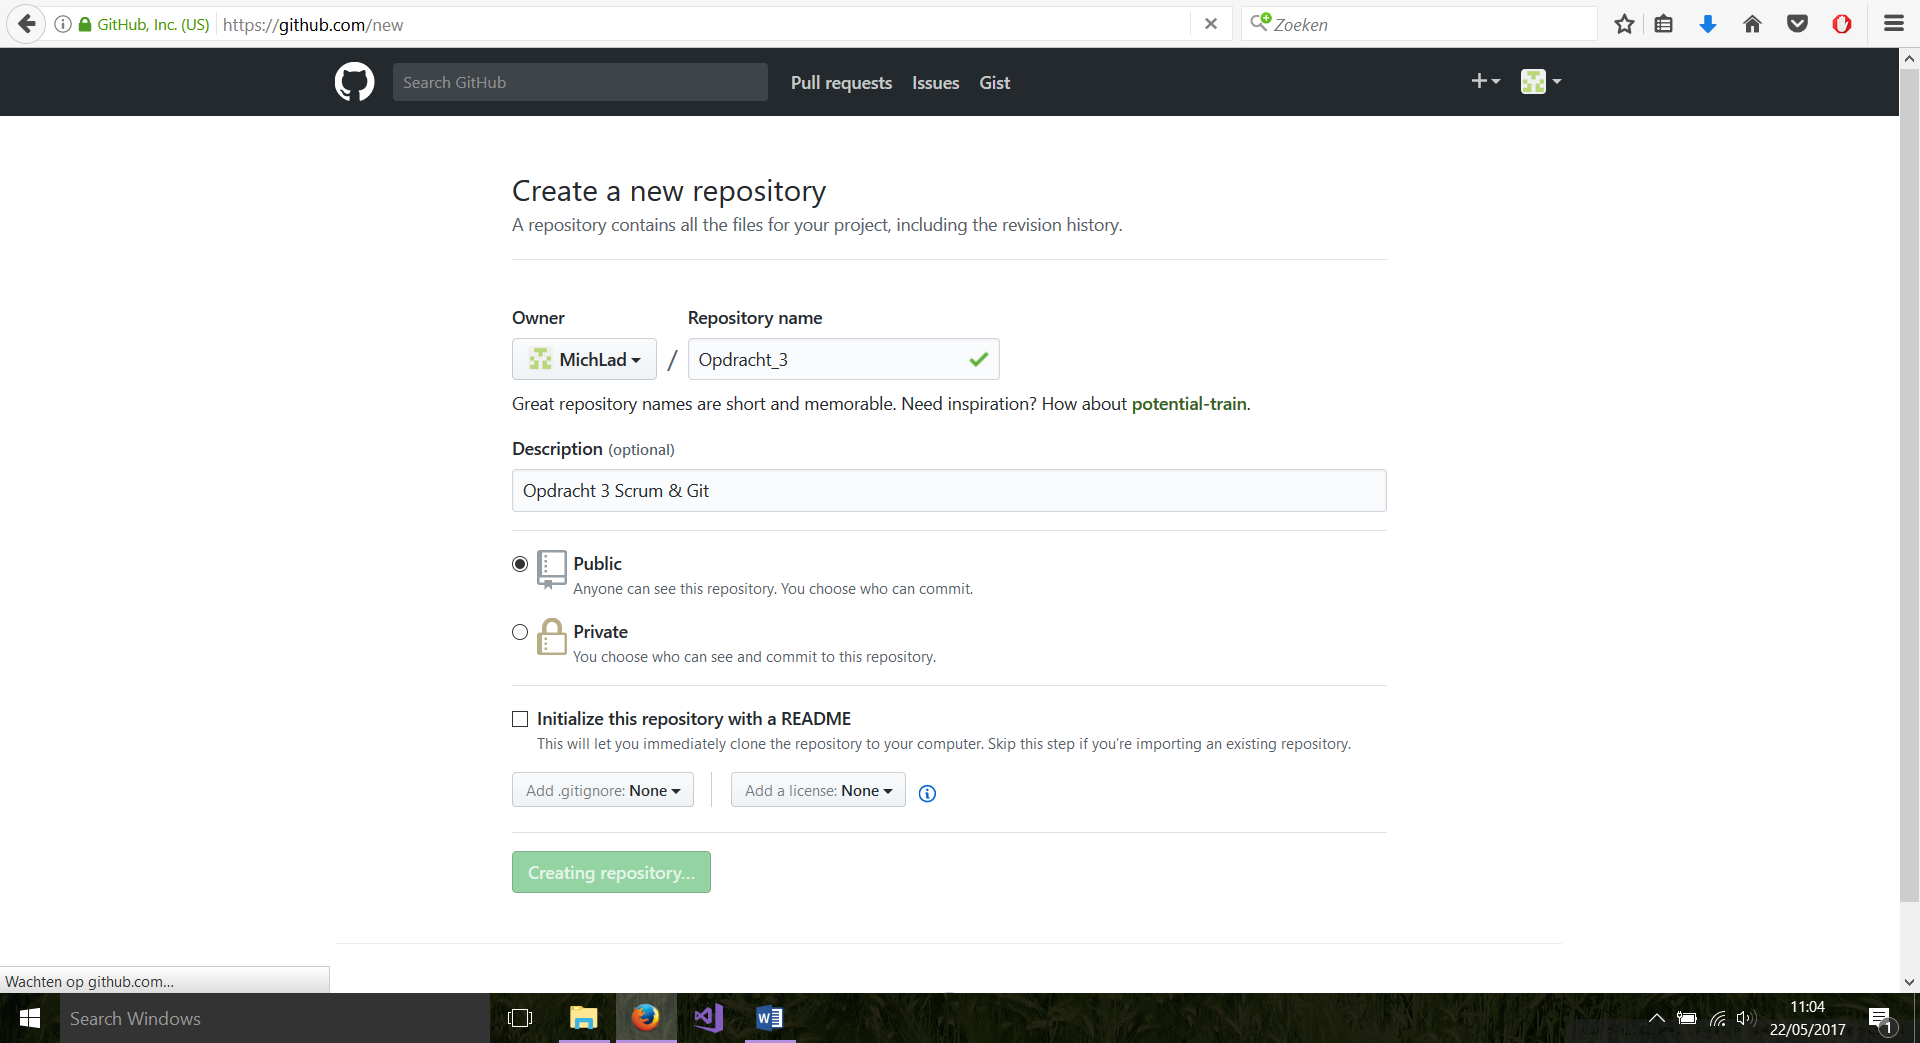 GitHub, Inc. (US) https://github.com/new Zoeken
Search GitHub Pull requests Issues Gist
Create a new repository
A repository contains all the files for your project, including the revision history.
Owner Repository name
MichLad / Opdracht_3
Great repository names are short and memorable. Need inspiration? How about potential-train.
Description (optional)
Opdracht 3 Scrum & Git
Public
Anyone can see this repository. You choose who can commit.
Private
You choose who can see and commit to this repository.
Initialize this repository with a README
This will let you immediately clone the repository to your computer. Skip this step if you're importing an existing repository.
Add .gitignore: None Add a license: None
Creating repository...
Wachten op github.com...
Search Windows
11:04
22/05/2017
1